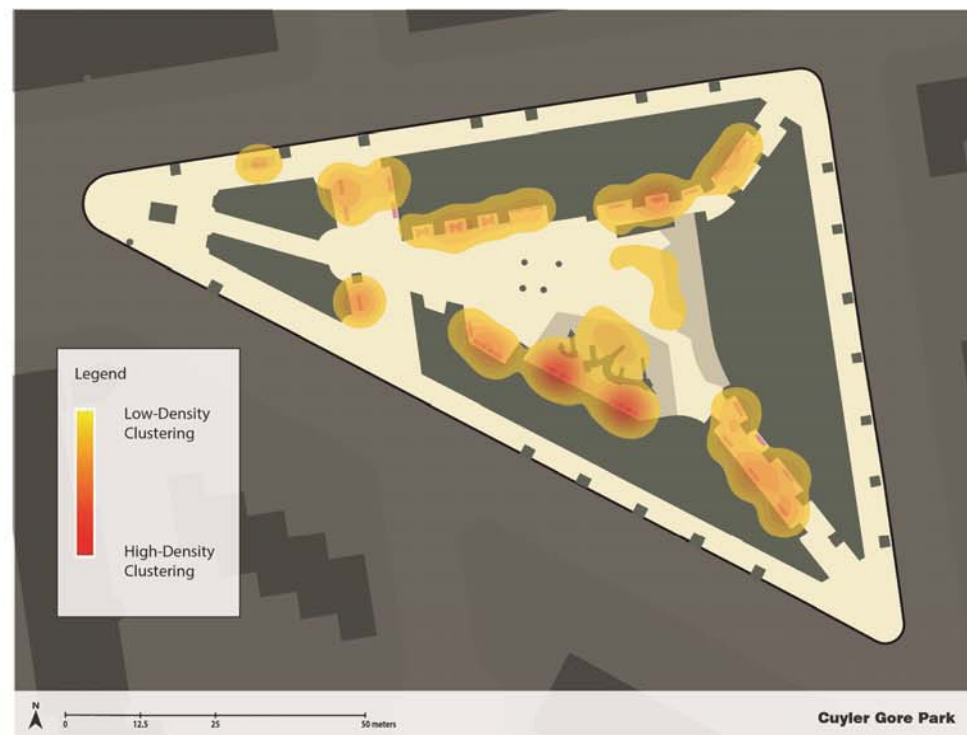 Legend
Low-Density
Clustering
High-Density
Clustering
N
0 12.5 25 50 meters
Cuyler Gore Park